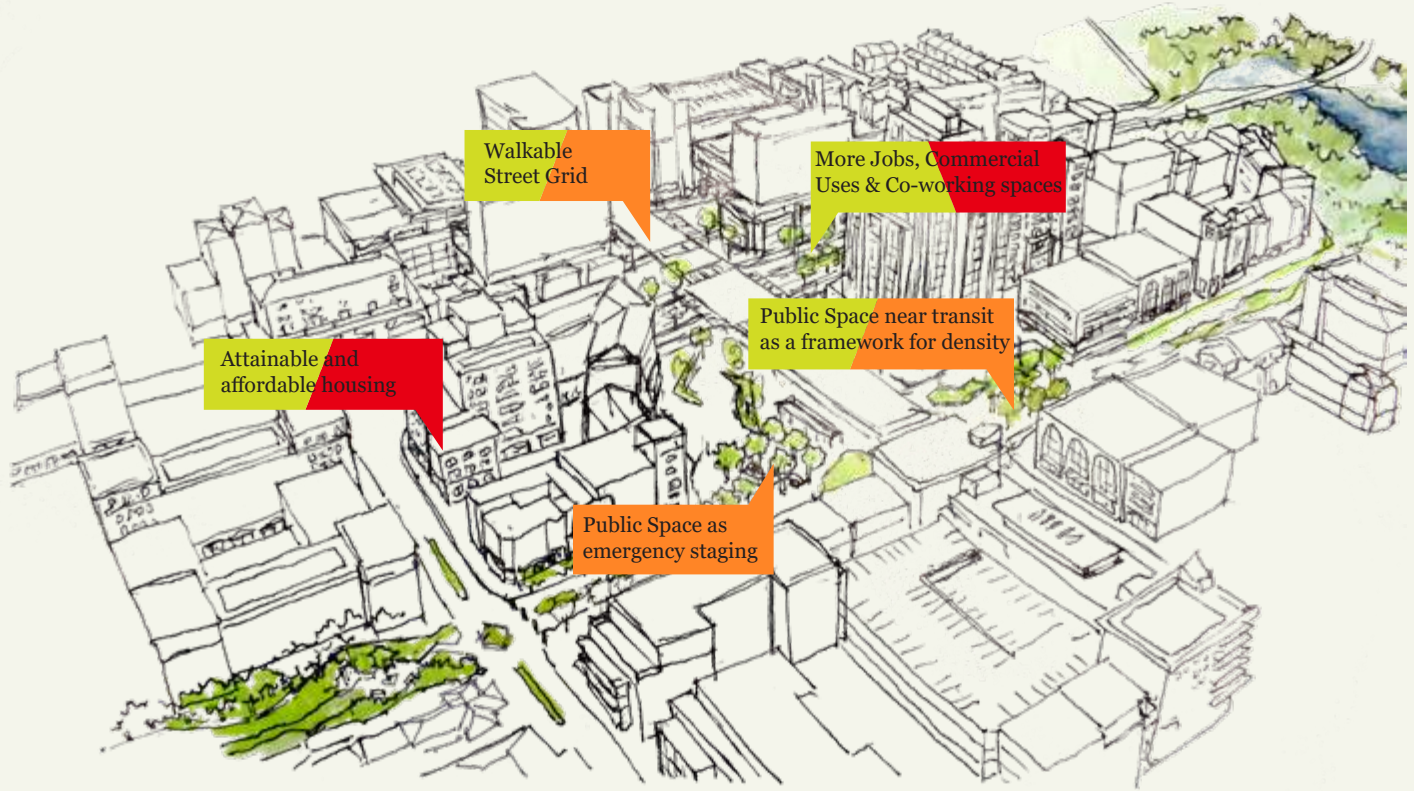 Walkable
Street Grid
More Jobs, Commercial
Uses & Co-working spaces
Public Space near transit
as a framework for density
Attainable and
affordable housing
Public Space as
emergency staging